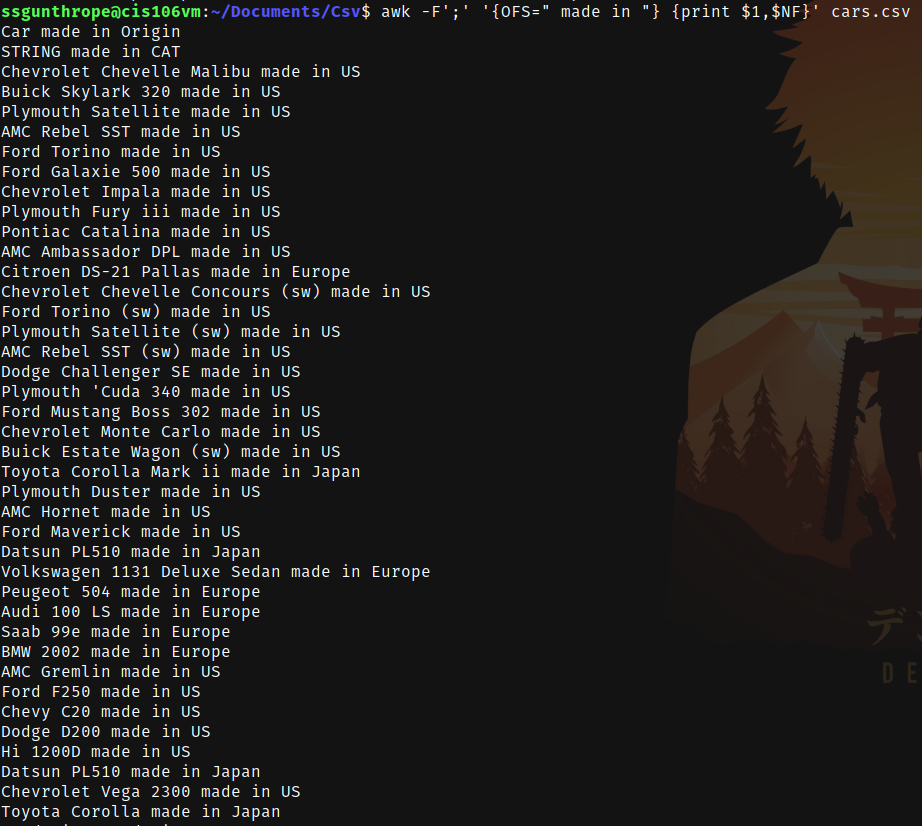 ssgunthrope@cis106vm:~/Documents/Csv$ awk -F';' '{OFS=" made in "} {print $1,$NF}' cars.csv
Car made in Origin
STRING made in CAT
Chevrolet Chevelle Malibu made in US
Buick Skylark 320 made in US
Plymouth Satellite made in US
AMC Rebel SST made in US
Ford Torino made in US
Ford Galaxie 500 made in US
Chevrolet Impala made in US
Plymouth Fury iii made in US
Pontiac Catalina made in US
AMC Ambassador DPL made in US
Citroen DS-21 Pallas made in Europe
Chevrolet Chevelle Concours (sw) made in US
Ford Torino (sw) made in US
Plymouth Satellite (sw) made in US
AMC Rebel SST (sw) made in US
Dodge Challenger SE made in US
Plymouth 'Cuda 340 made in US
Ford Mustang Boss 302 made in US
Chevrolet Monte Carlo made in US
Buick Estate Wagon (sw) made in US
Toyota Corolla Mark ii made in Japan
Plymouth Duster made in US
AMC Hornet made in US
Ford Maverick made in US
Datsun PL510 made in Japan
Volkswagen 1131 Deluxe Sedan made in Europe
Peugeot 504 made in Europe
Audi 100 LS made in Europe
Saab 99e made in Europe
BMW 2002 made in Europe
AMC Gremlin made in US
Ford F250 made in US
Chevy C20 made in US
Dodge D200 made in US
Hi 1200D made in US
Datsun PL510 made in Japan
Chevrolet Vega 2300 made in US
Toyota Corolla made in Japan
デ
D E